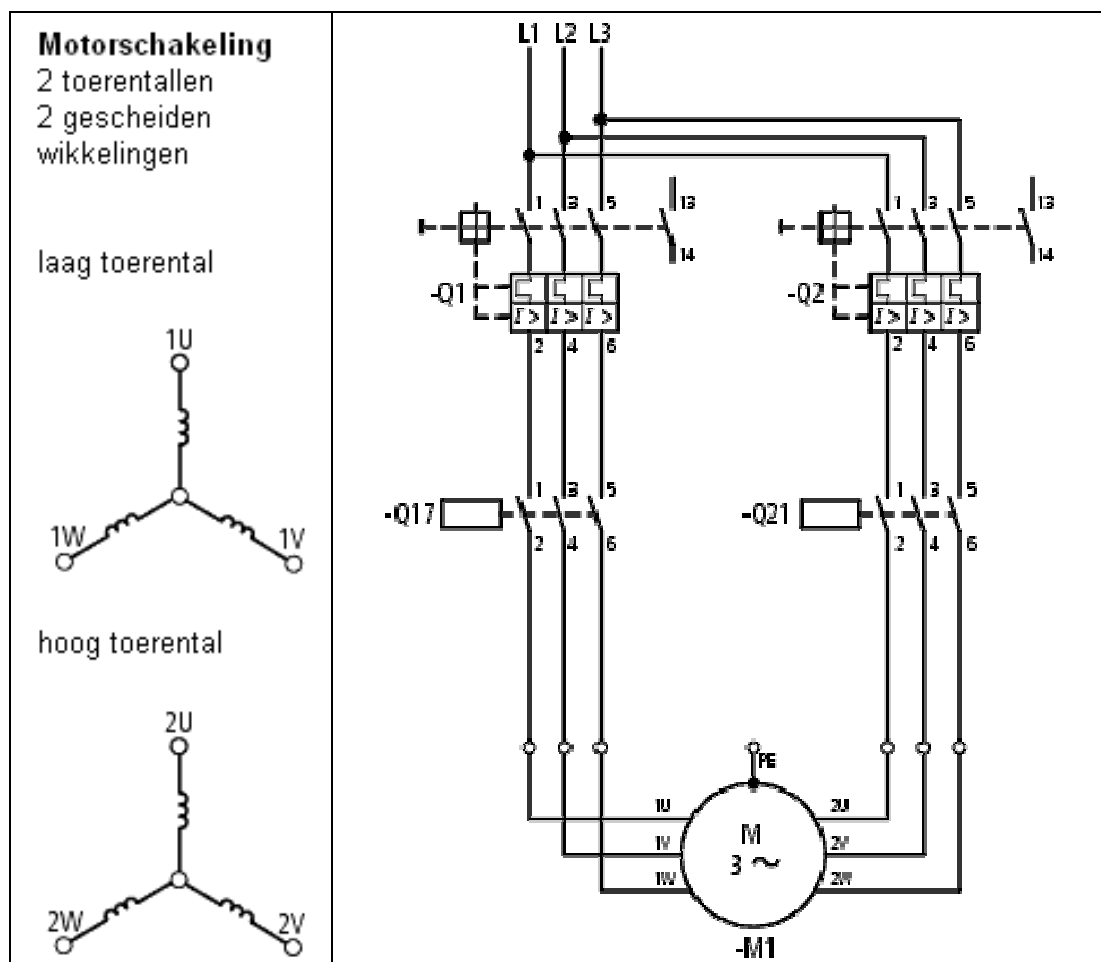 Motorschakeling
2 toerentallen
2 gescheiden
wikkelingen
laag toerental
1U
1W 1V
hoog toerental
2U
2W 2V
L1 L2 L3
1 3 5 13
14
1 3 5 13
14
-Q1
I> I> I>
2 4 6
-Q2
I> I> I>
2 4 6
-Q17
1 3 5
2 4 6
-Q21
1 3 5
2 4 6
PE
1U
1V
1W
M
3 ~
2U
2V
2W
-M1